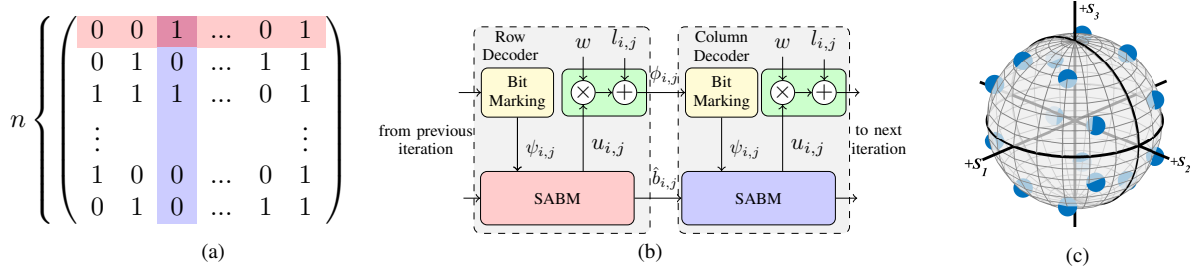 n
0 0 1 ... 0 1
0 1 0 ... 1 1
1 1 1 ... 0 1
⋮ ⋮
1 0 0 ... 0 1
0 1 0 ... 1 1
(a)
Row
Decoder
w
l_{i,j}
Bit
Marking
× +
ϕ_{i,j}
from previous
iteration
ψ_{i,j}
u_{i,j}
SABM
b̂_{i,j}
Column
Decoder
w
l_{i,j}
Bit
Marking
× +
ψ_{i,j}
u_{i,j}
to next
iteration
SABM
(b)
+S_3
+S_1
+S_2
(c)